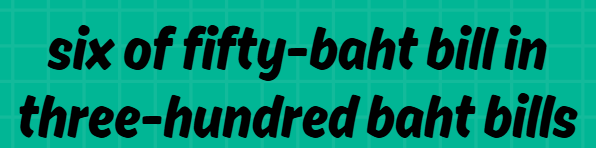 six of fifty-baht bill in
three-hundred baht bills